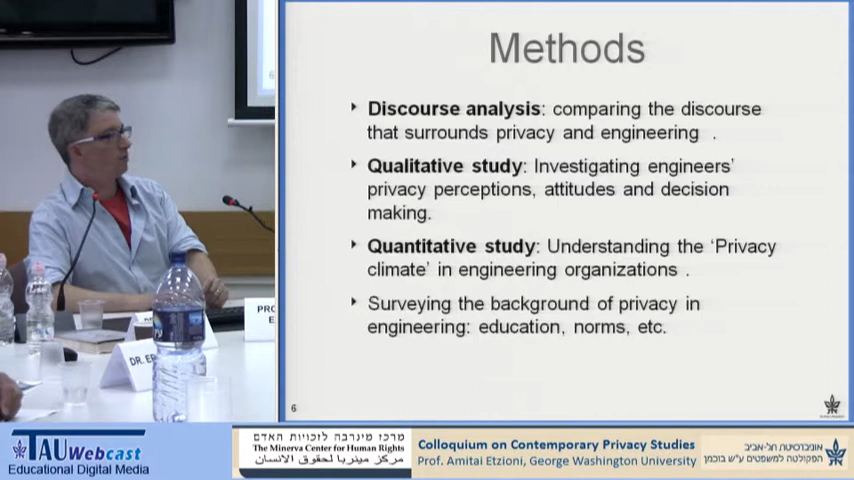 Methods
Discourse analysis: comparing the discourse
that surrounds privacy and engineering .
Qualitative study: Investigating engineers'
privacy perceptions, attitudes and decision
making.
Quantitative study: Understanding the 'Privacy
climate' in engineering organizations .
Surveying the background of privacy in
engineering: education, norms, etc.
6
PRO
E
DR. E
TAU Webcast
Educational Digital Media
מרכז מינרבה לזכויות האדם
The Minerva Center for Human Rights
مركز مينربا لحقوق الانسان
Colloquium on Contemporary Privacy Studies
Prof. Amitai Etzioni, George Washington University
אוניברסיטת תל-אביב
הפקולטה למשפטים ע"ש בוכמן